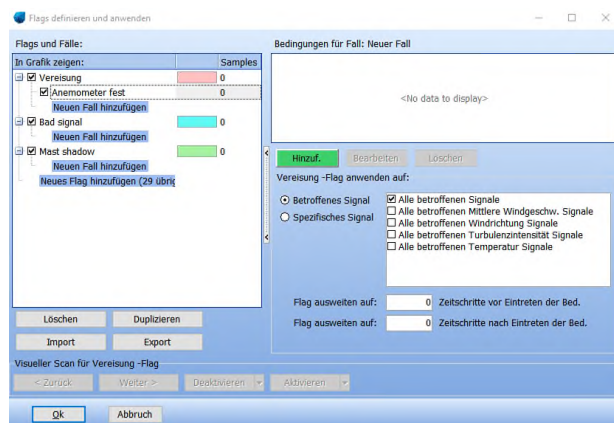 Flags definieren und anwenden
Flags und Fälle:
In Grafik zeigen:
Samples
Vereisung
0
Anemometer fest
0
Neuen Fall hinzufügen
Bad signal
0
Neuen Fall hinzufügen
Mast shadow
0
Neuen Fall hinzufügen
Neues Flag hinzufügen (29 übrig
Löschen
Duplizieren
Import
Export
Bedingungen für Fall: Neuer Fall
<No data to display>
Hinzuf.
Bearbeiten
Löschen
Vereisung -Flag anwenden auf:
Betroffenes Signal
Spezifisches Signal
Alle betroffenen Signale
Alle betroffenen Mittlere Windgeschw. Signale
Alle betroffenen Windrichtung Signale
Alle betroffenen Turbulenzintensität Signale
Alle betroffenen Temperatur Signale
Flag ausweiten auf: 0 Zeitschritte vor Eintreten der Bed.
Flag ausweiten auf: 0 Zeitschritte nach Eintreten der Bed.
Visueller Scan für Vereisung -Flag
< Zurück
Weiter >
Deaktivieren
Aktivieren
Ok
Abbruch